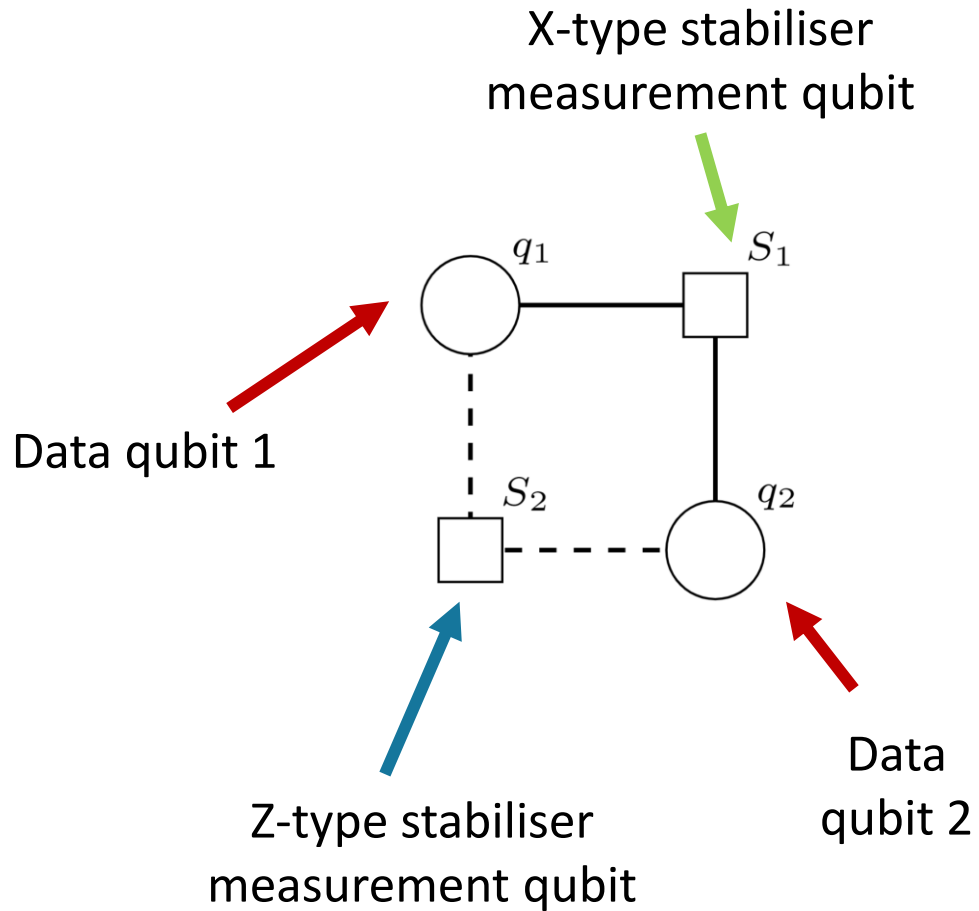 X-type stabiliser
measurement qubit
q₁
S₁
Data qubit 1
S₂
q₂
Data
qubit 2
Z-type stabiliser
measurement qubit